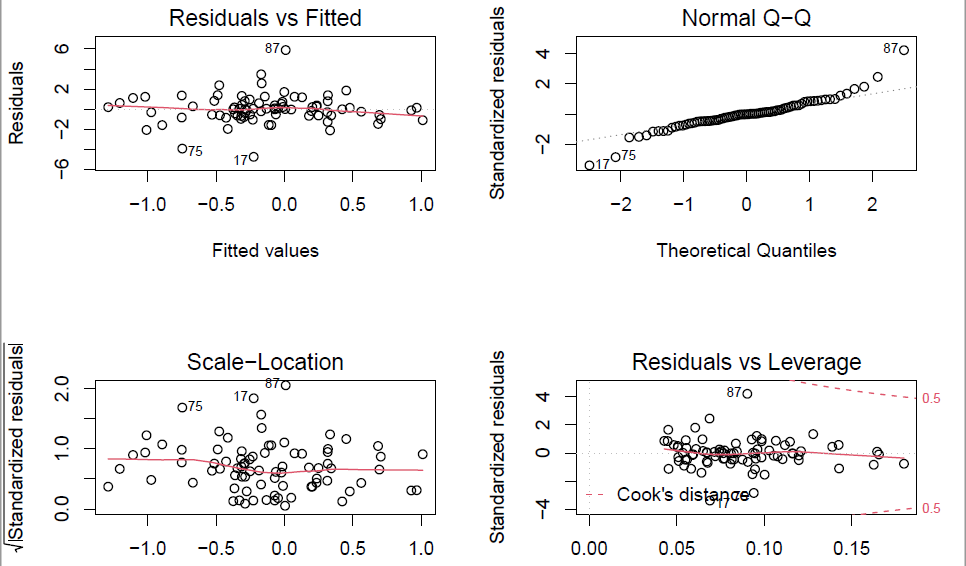 Residuals vs Fitted
Residuals
6
2
−2
−6
87
75
17
−1.0 −0.5 0.0 0.5 1.0
Fitted values
Normal Q−Q
Standardized residuals
4
2
−2
87
17
75
−2 −1 0 1 2
Theoretical Quantiles
Scale−Location
√|Standardized residuals|
2.0
1.0
0.0
87
17
75
−1.0 −0.5 0.0 0.5 1.0
Residuals vs Leverage
Standardized residuals
4
2
0
−4
87
0.5
Cook's distance
17
75
0.5
0.00 0.05 0.10 0.15